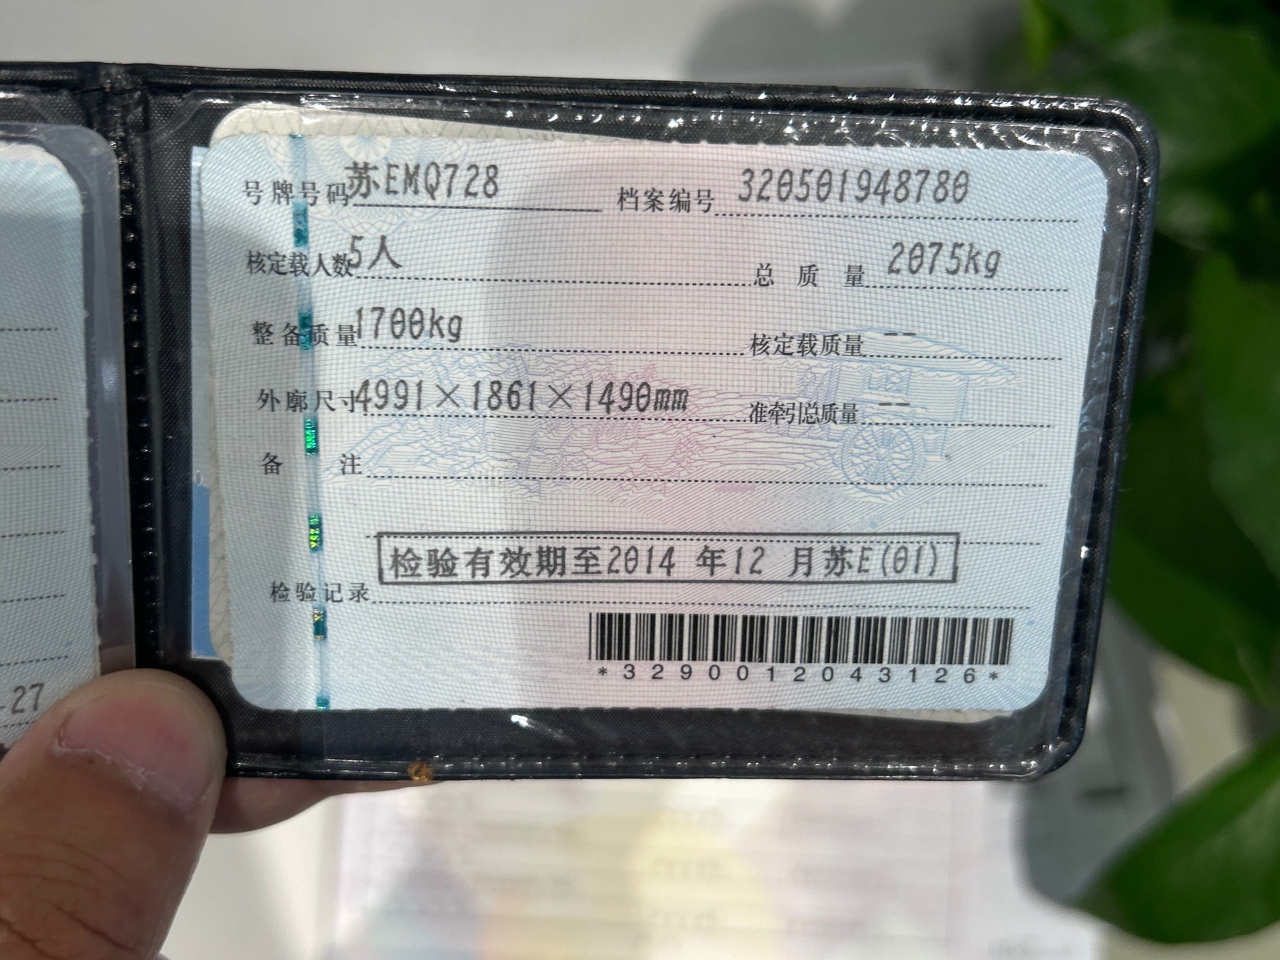 号牌号码 苏EMQ728 档案编号 320501948780
核定载人数 5人 总质量 2075kg
整备质量 1700kg 核定载质量 --
外廓尺寸 4991×1861×1490mm 准牵引总质量 --
备注
检验有效期至2014 年12 月苏E(01)
检验记录
*3290012043126*
-27